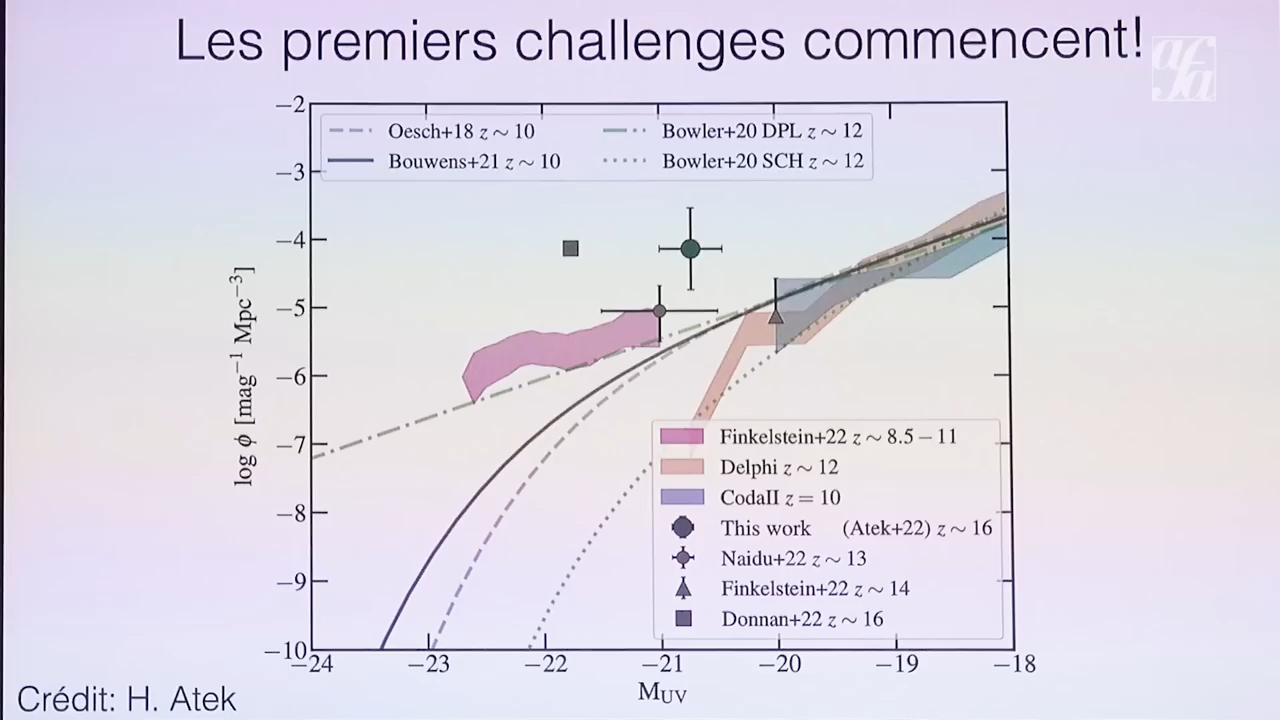 Les premiers challenges commencent!
afa
Oesch+18 z ∼ 10
Bouwens+21 z ∼ 10
Bowler+20 DPL z ∼ 12
Bowler+20 SCH z ∼ 12
−2
−3
−4
−5
−6
−7
−8
−9
−10
log ϕ [mag⁻¹ Mpc⁻³]
Finkelstein+22 z ∼ 8.5 − 11
Delphi z ∼ 12
CodaII z = 10
This work (Atek+22) z ∼ 16
Naidu+22 z ∼ 13
Finkelstein+22 z ∼ 14
Donnan+22 z ∼ 16
−24 −23 −22 −21 −20 −19 −18
M_UV
Crédit: H. Atek